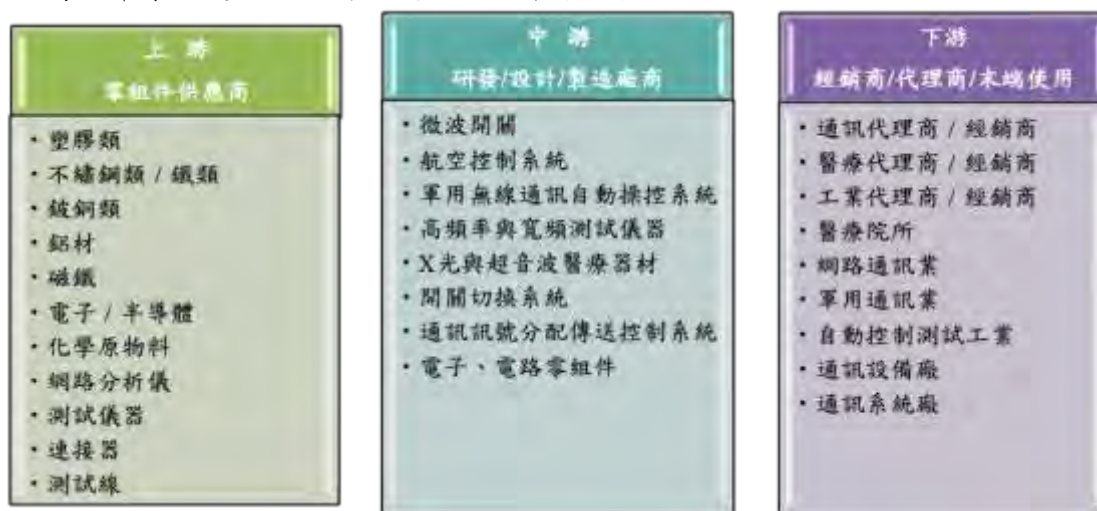 上 游
零組件供應商
・塑膠類
・不繡鋼類 / 鐵類
・鈹銅類
・鋁材
・磁鐵
・電子 / 半導體
・化學原物料
・網路分析儀
・測試儀器
・連接器
・測試線
中 游
研發/設計/製造廠商
・微波開關
・航空控制系統
・軍用無線通訊自動操控系統
・高頻率與寬頻測試儀器
・X光與超音波醫療器材
・開關切換系統
・通訊訊號分配傳送控制系統
・電子、電路零組件
下游
經銷商/代理商/末端使用
・通訊代理商 / 經銷商
・醫療代理商 / 經銷商
・工業代理商 / 經銷商
・醫療院所
・網路通訊業
・軍用通訊業
・自動控制測試工業
・通訊設備廠
・通訊系統廠